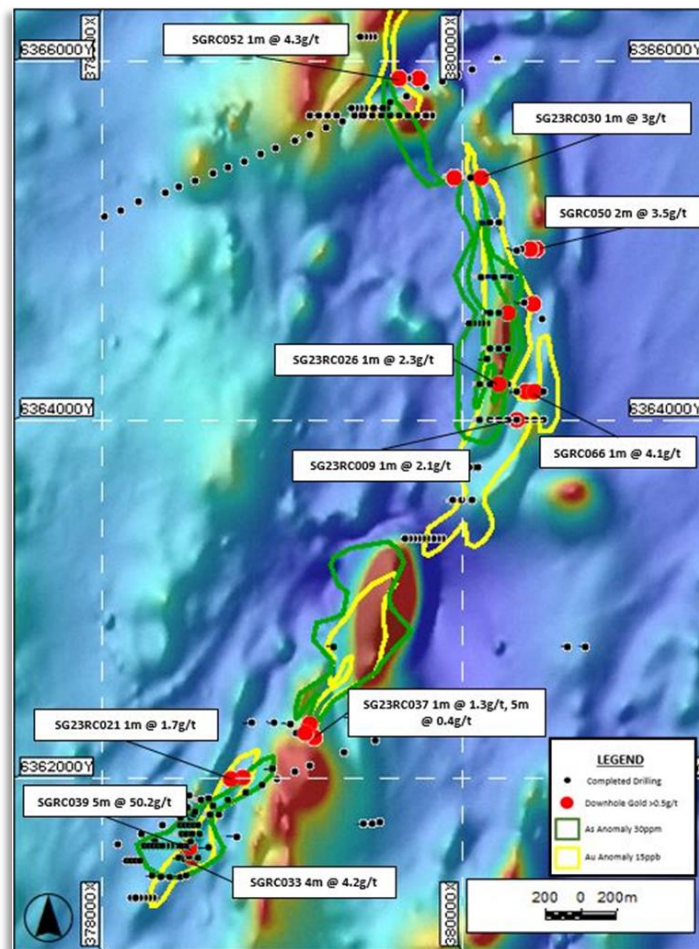 SGRC052 1m @ 4.3g/t
6366000Y
6366000Y
380000X
SG23RC030 1m @ 3g/t
SGRC050 2m @ 3.5g/t
SG23RC026 1m @ 2.3g/t
6364000Y
6364000Y
SG23RC009 1m @ 2.1g/t
SGRC066 1m @ 4.1g/t
SG23RC037 1m @ 1.3g/t, 5m
@ 0.4g/t
SG23RC021 1m @ 1.7g/t
6362000Y
SGRC039 5m @ 50.2g/t
SGRC033 4m @ 4.2g/t
378000X
380000X
LEGEND
Completed Drilling
Downhole Gold >0.5g/t
As Anomaly 30ppm
Au Anomaly 15ppb
200 0 200m